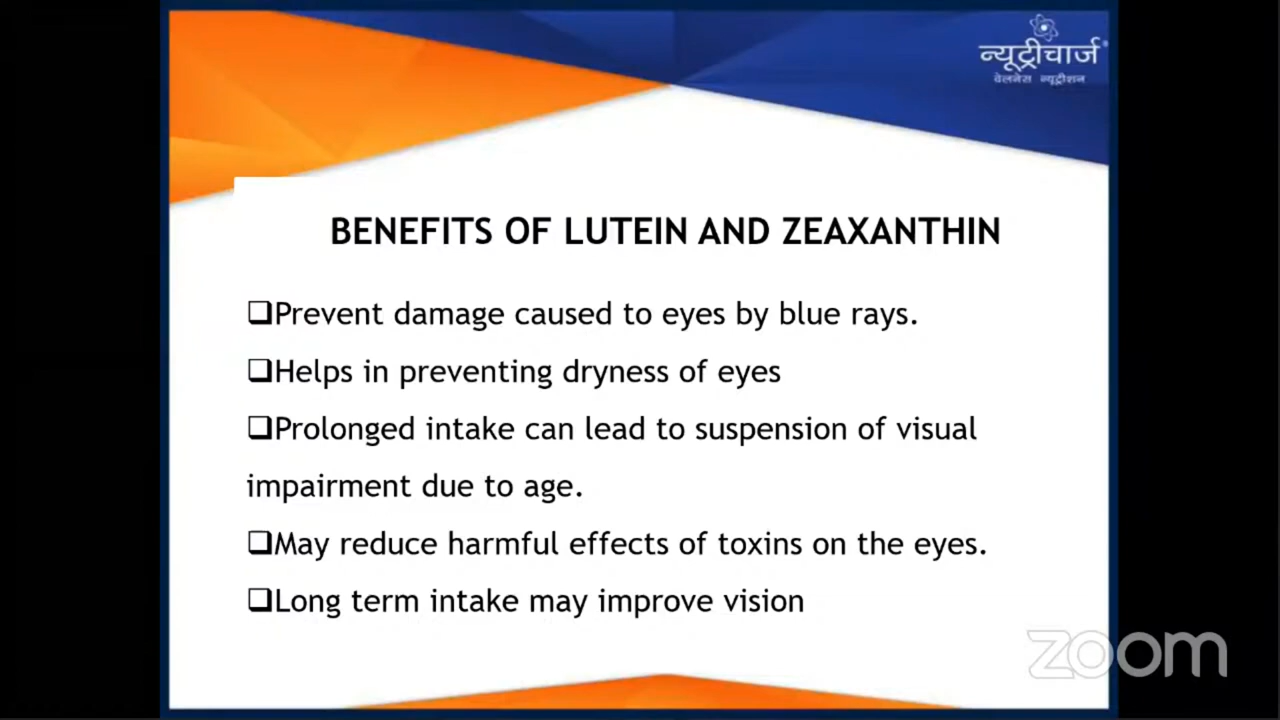 न्यूट्रीचार्ज
वेलनेस न्यूट्रीशन
BENEFITS OF LUTEIN AND ZEAXANTHIN
❑Prevent damage caused to eyes by blue rays.
❑Helps in preventing dryness of eyes
❑Prolonged intake can lead to suspension of visual
impairment due to age.
❑May reduce harmful effects of toxins on the eyes.
❑Long term intake may improve vision
zoom